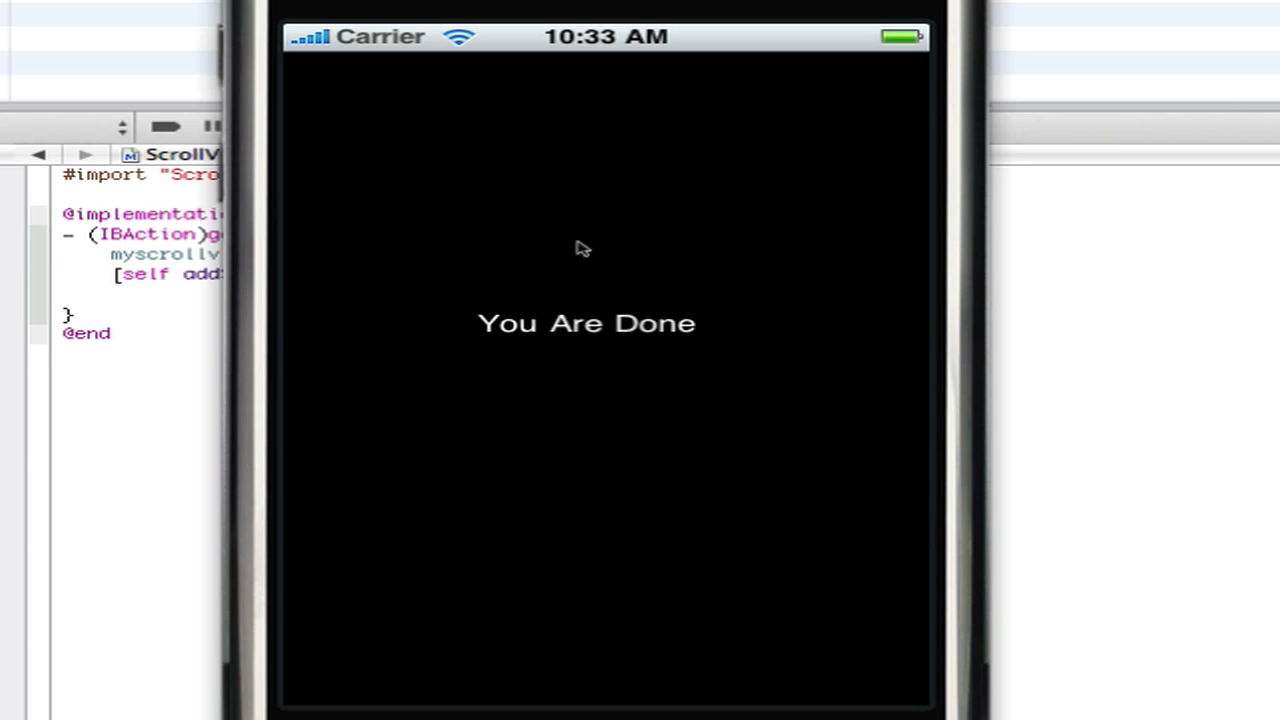 Carrier 10:33 AM
ScrollV
#import "Scro
@implementati
- (IBAction)g
myscrollv
[self add
You Are Done
}
@end